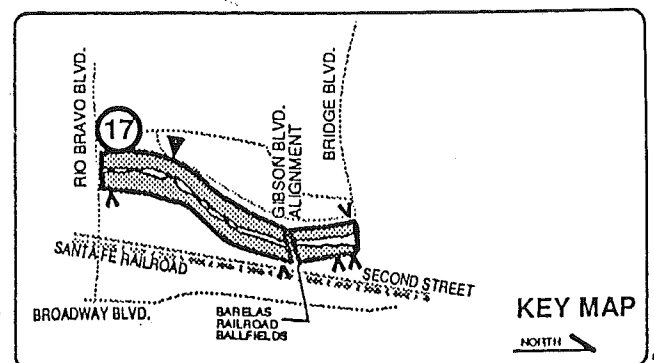 RIO BRAVO BLVD.
17
GIBSON BLVD.
ALIGNMENT
BRIDGE BLVD.
SANTA FE RAILROAD
SECOND STREET
BROADWAY BLVD.
BARELAS
RAILROAD
BALLFIELDS
KEY MAP
NORTH